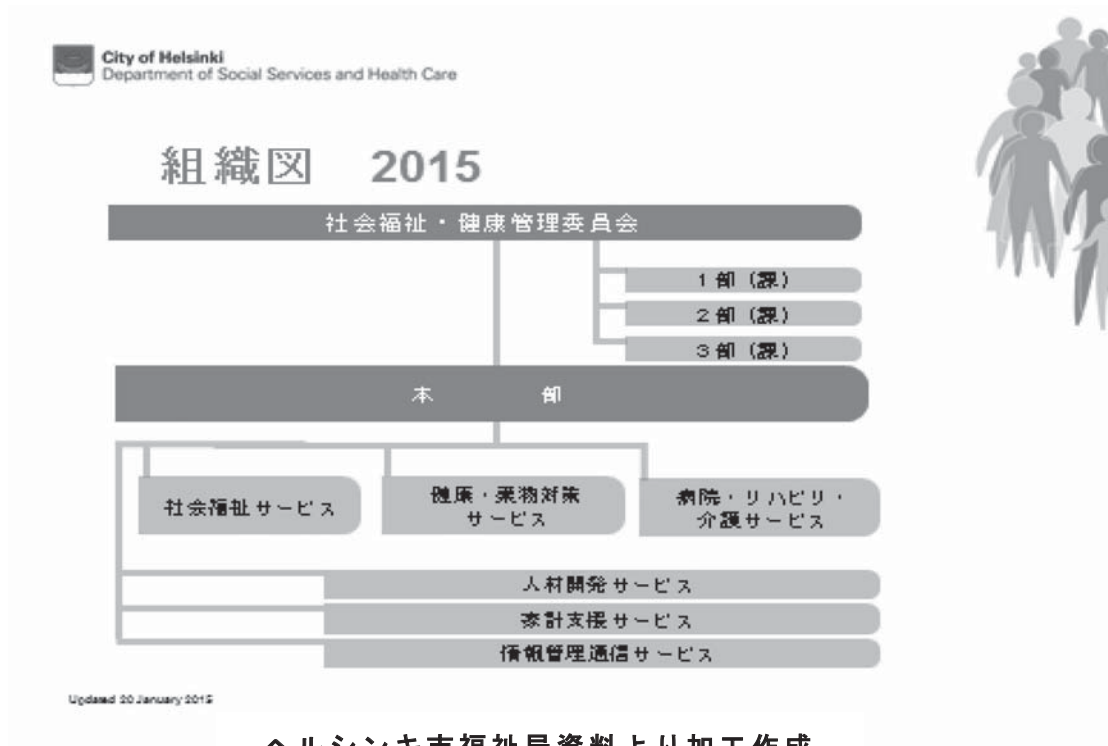 City of Helsinki
Department of Social Services and Health Care
組織図 2015
社会福祉・健康管理委員会
1部(課)
2部(課)
3部(課)
本部
社会福祉サービス
健康・薬物対策
サービス
病院・リハビリ・
介護サービス
人材開発サービス
家計支援サービス
情報管理通信サービス
Updated 20 January 2015
ヘルシンキ市福祉局資料より加工作成